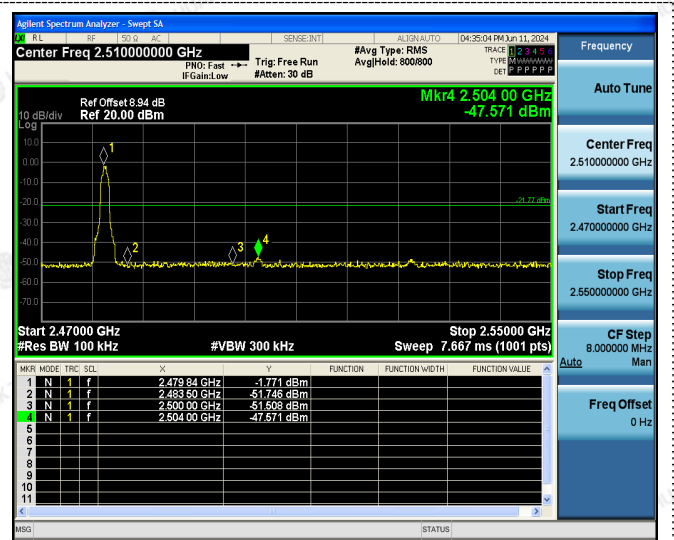 Agilent Spectrum Analyzer - Swept SA
RL RF 50 Ω AC SENSE:INT ALIGN AUTO 04:35:04 PM Jun 11, 2024
Center Freq 2.510000000 GHz
#Avg Type: RMS
TRACE 1 2 3 4 5 6
PNO: Fast Trig: Free Run Avg|Hold: 800/800
TYPE M
IFGain:Low #Atten: 30 dB
DET P P P P P P
Mkr4 2.504 00 GHz
-47.571 dBm
Ref Offset 8.94 dB
10 dB/div Ref 20.00 dBm
Log
10.0
0.00
-10.0
-20.0
-30.0
-40.0
-50.0
-60.0
-70.0
1
2
3
4
-21.77 dBm
Start 2.47000 GHz Stop 2.55000 GHz
#Res BW 100 kHz #VBW 300 kHz Sweep 7.667 ms (1001 pts)
MKR MODE TRC SCL X Y FUNCTION FUNCTION WIDTH FUNCTION VALUE
1 N 1 f 2.479 84 GHz -1.771 dBm
2 N 1 f 2.483 50 GHz -51.746 dBm
3 N 1 f 2.500 00 GHz -51.508 dBm
4 N 1 f 2.504 00 GHz -47.571 dBm
5
6
7
8
9
10
11
MSG STATUS
Frequency
Auto Tune
Center Freq
2.510000000 GHz
Start Freq
2.470000000 GHz
Stop Freq
2.550000000 GHz
CF Step
8.000000 MHz
Auto Man
Freq Offset
0 Hz